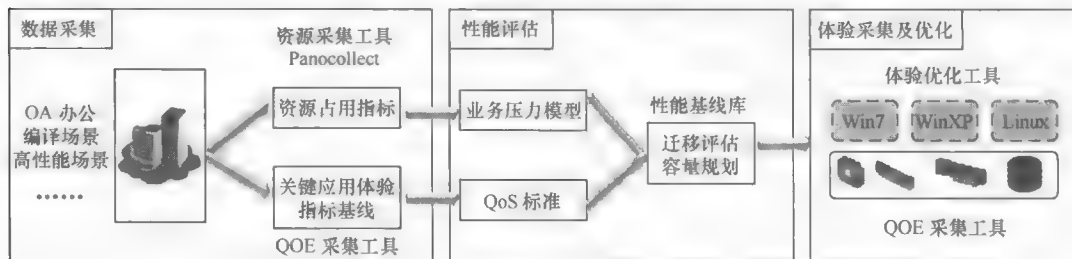 数据采集
资源采集工具
Panocollect
OA 办公
编译场景
高性能场景
……
资源占用指标
关键应用体验
指标基线
QOE 采集工具
性能评估
业务压力模型
QoS 标准
性能基线库
迁移评估
容量规划
体验采集及优化
体验优化工具
Win7
WinXP
Linux
QOE 采集工具